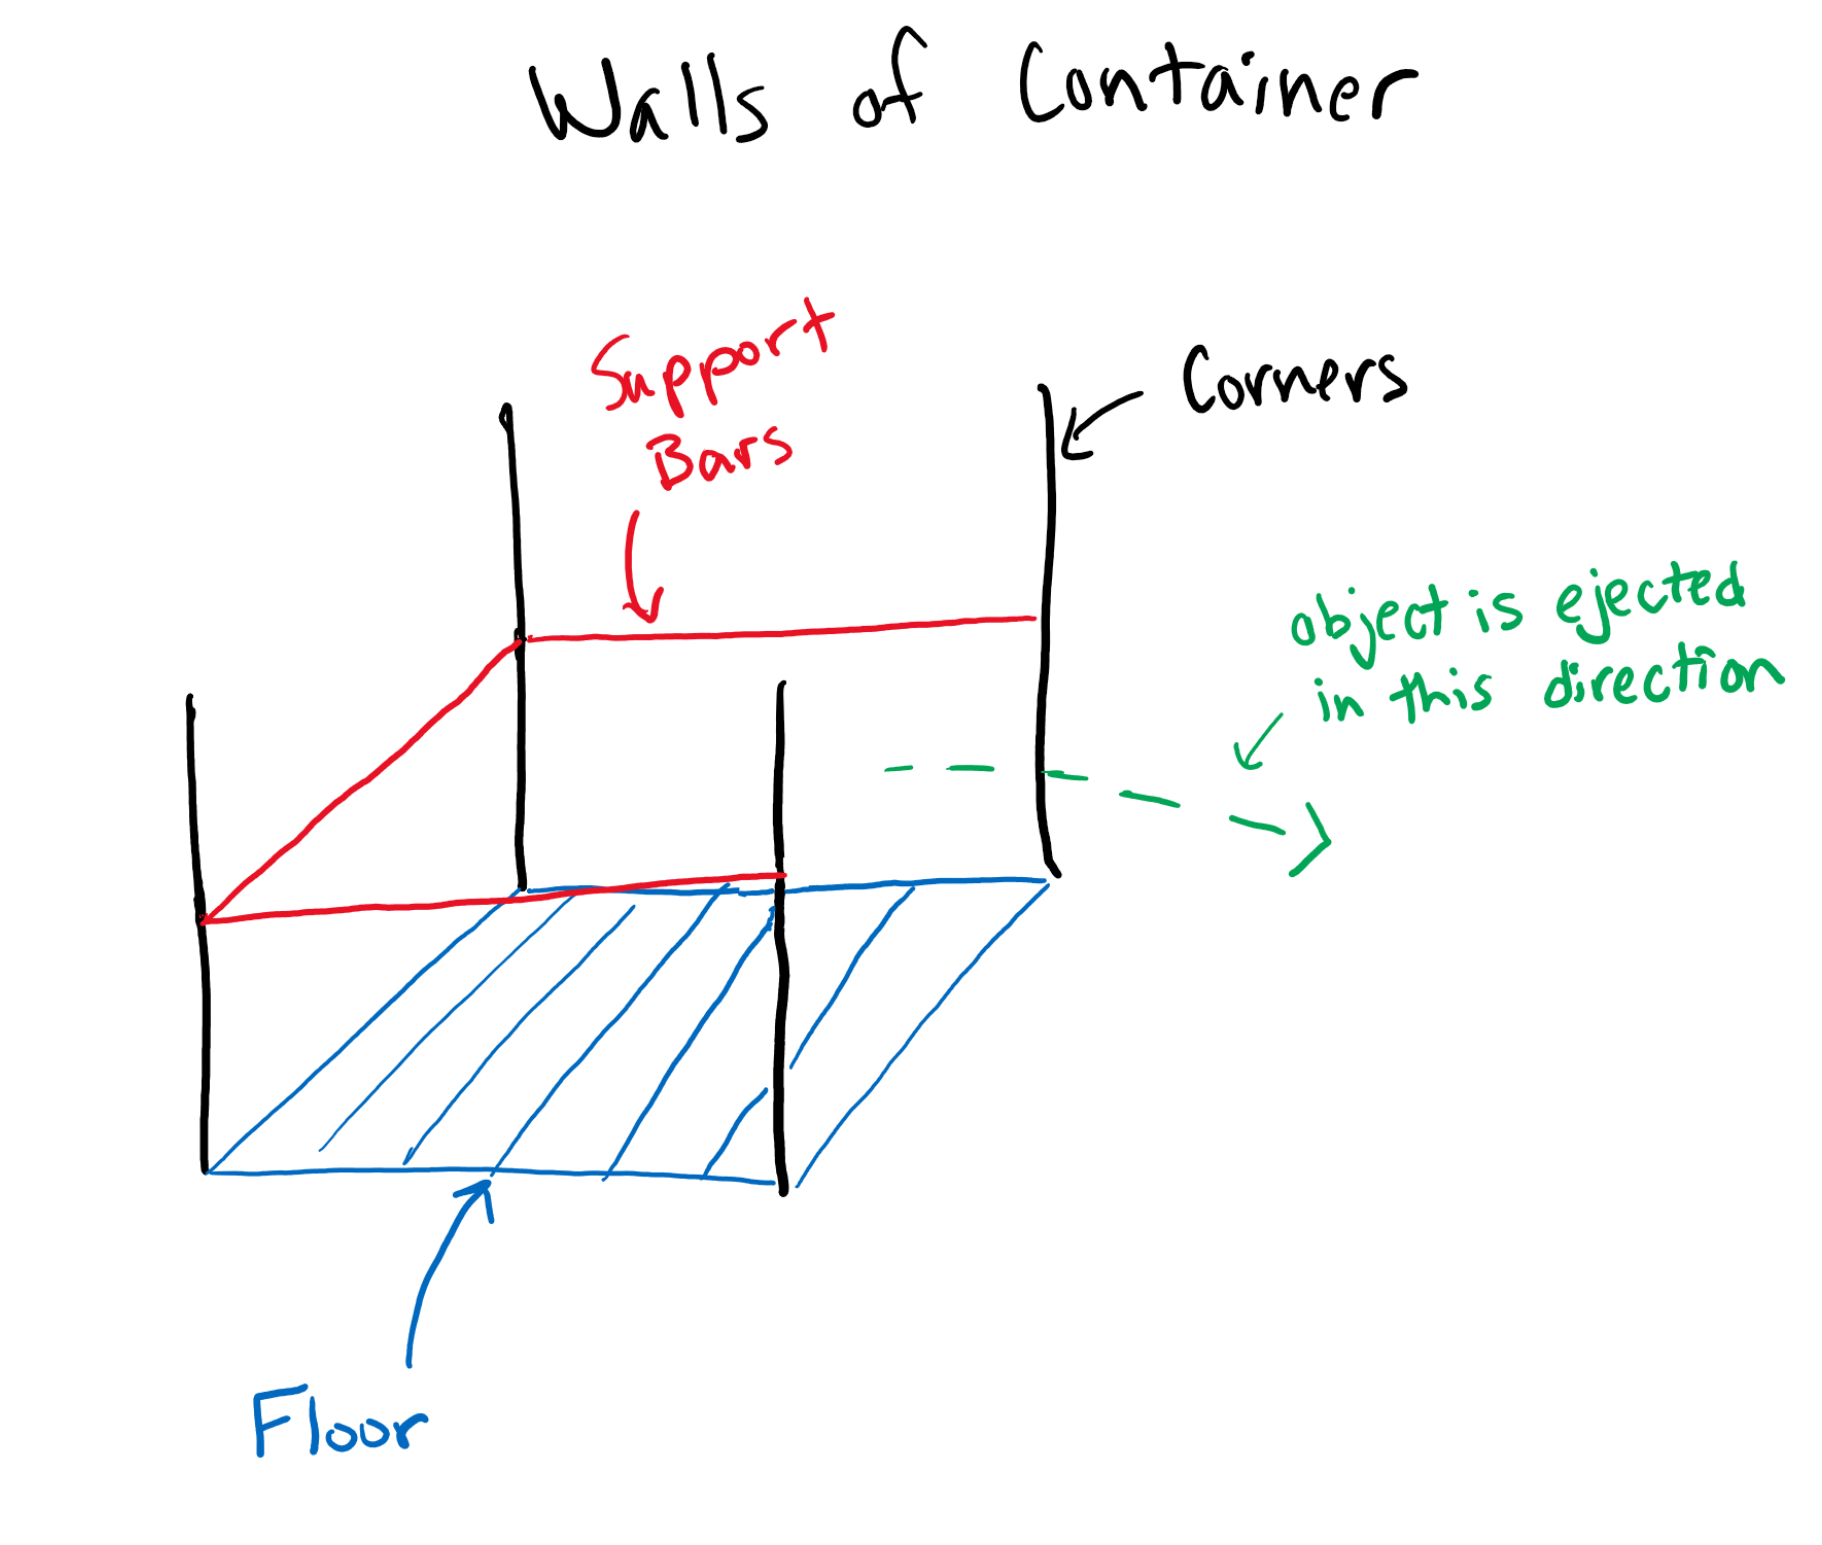 Walls of Container
Support
Bars
Corners
object is ejected
in this direction
Floor